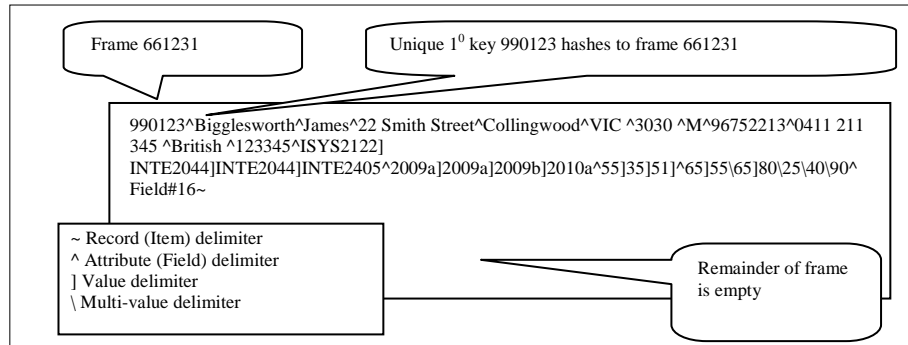 Frame 661231
Unique 1⁰ key 990123 hashes to frame 661231
990123^Bigglesworth^James^22 Smith Street^Collingwood^VIC ^3030 ^M^96752213^0411 211
345 ^British ^123345^ISYS2122]
INTE2044]INTE2044]INTE2405^2009a]2009a]2009b]2010a^55]35]51]^65]55\65]80\25\40\90^
Field#16~
~ Record (Item) delimiter
^ Attribute (Field) delimiter
] Value delimiter
\ Multi-value delimiter
Remainder of frame
is empty